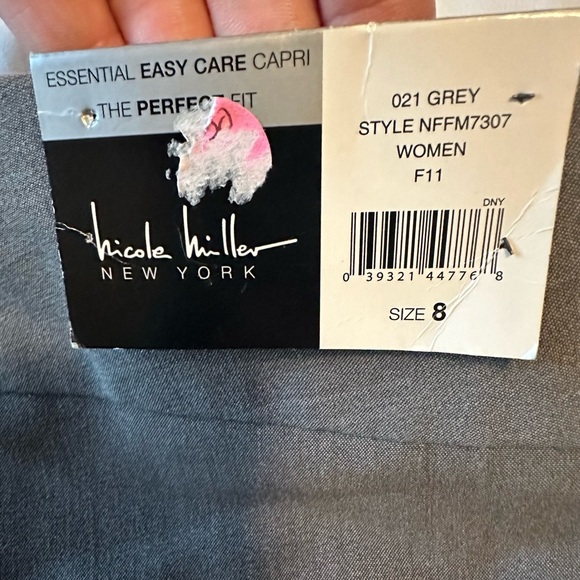 ESSENTIAL EASY CARE CAPRI
THE PERFECT FIT
nicole miller
NEW YORK
021 GREY
STYLE NFFM7307
WOMEN
F11
DNY
0 39321 44776 8
SIZE 8